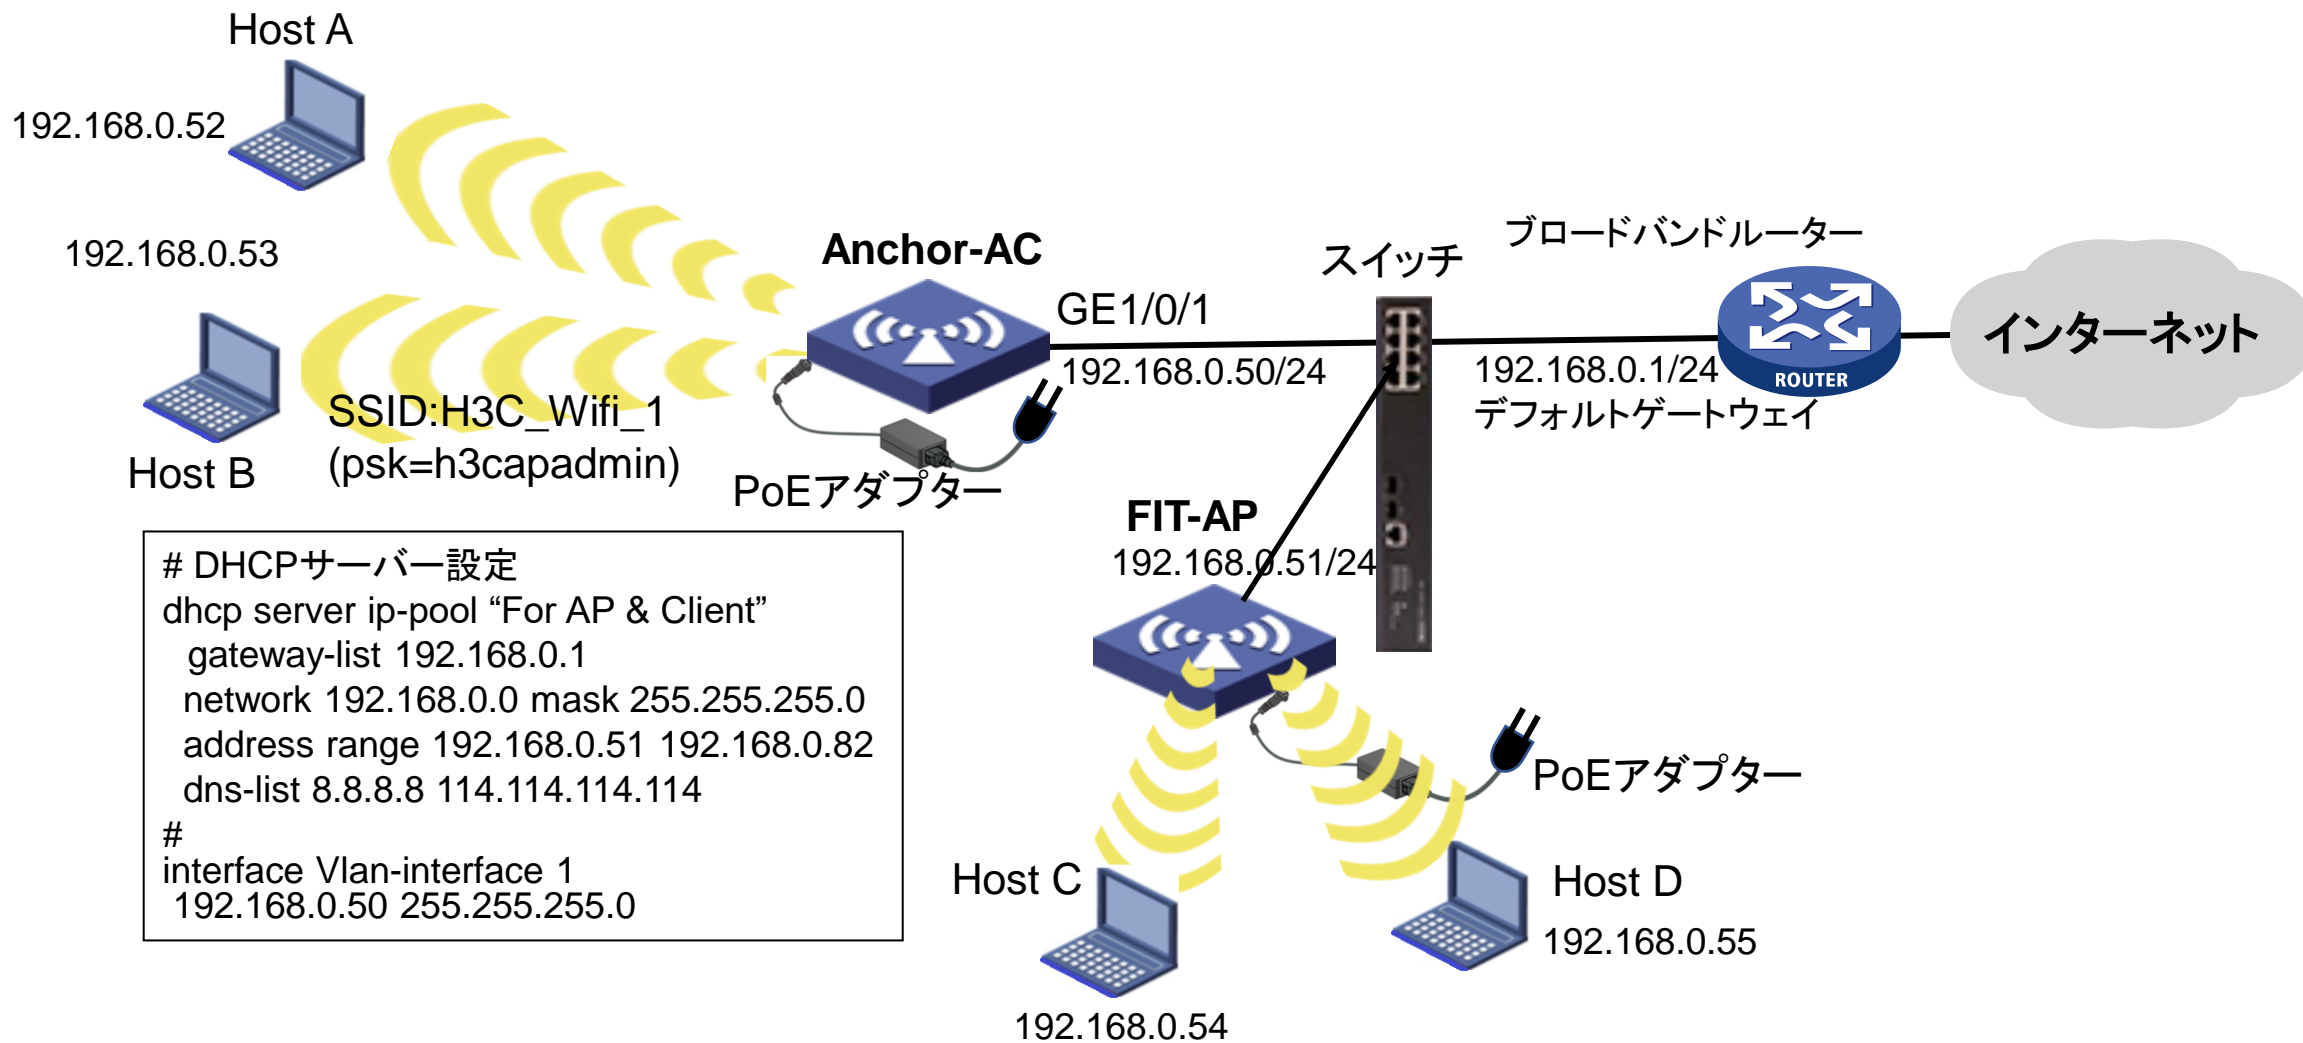 Host A
192.168.0.52
192.168.0.53
Host B
SSID:H3C_Wifi_1
(psk=h3capadmin)
Anchor-AC
GE1/0/1
192.168.0.50/24
PoEアダプター
スイッチ
ブロードバンドルーター
192.168.0.1/24
デフォルトゲートウェイ
ROUTER
インターネット
FIT-AP
192.168.0.51/24
PoEアダプター
Host C
192.168.0.54
Host D
192.168.0.55
# DHCPサーバー設定
dhcp server ip-pool “For AP & Client”
gateway-list 192.168.0.1
network 192.168.0.0 mask 255.255.255.0
address range 192.168.0.51 192.168.0.82
dns-list 8.8.8.8 114.114.114.114
#
interface Vlan-interface 1
192.168.0.50 255.255.255.0